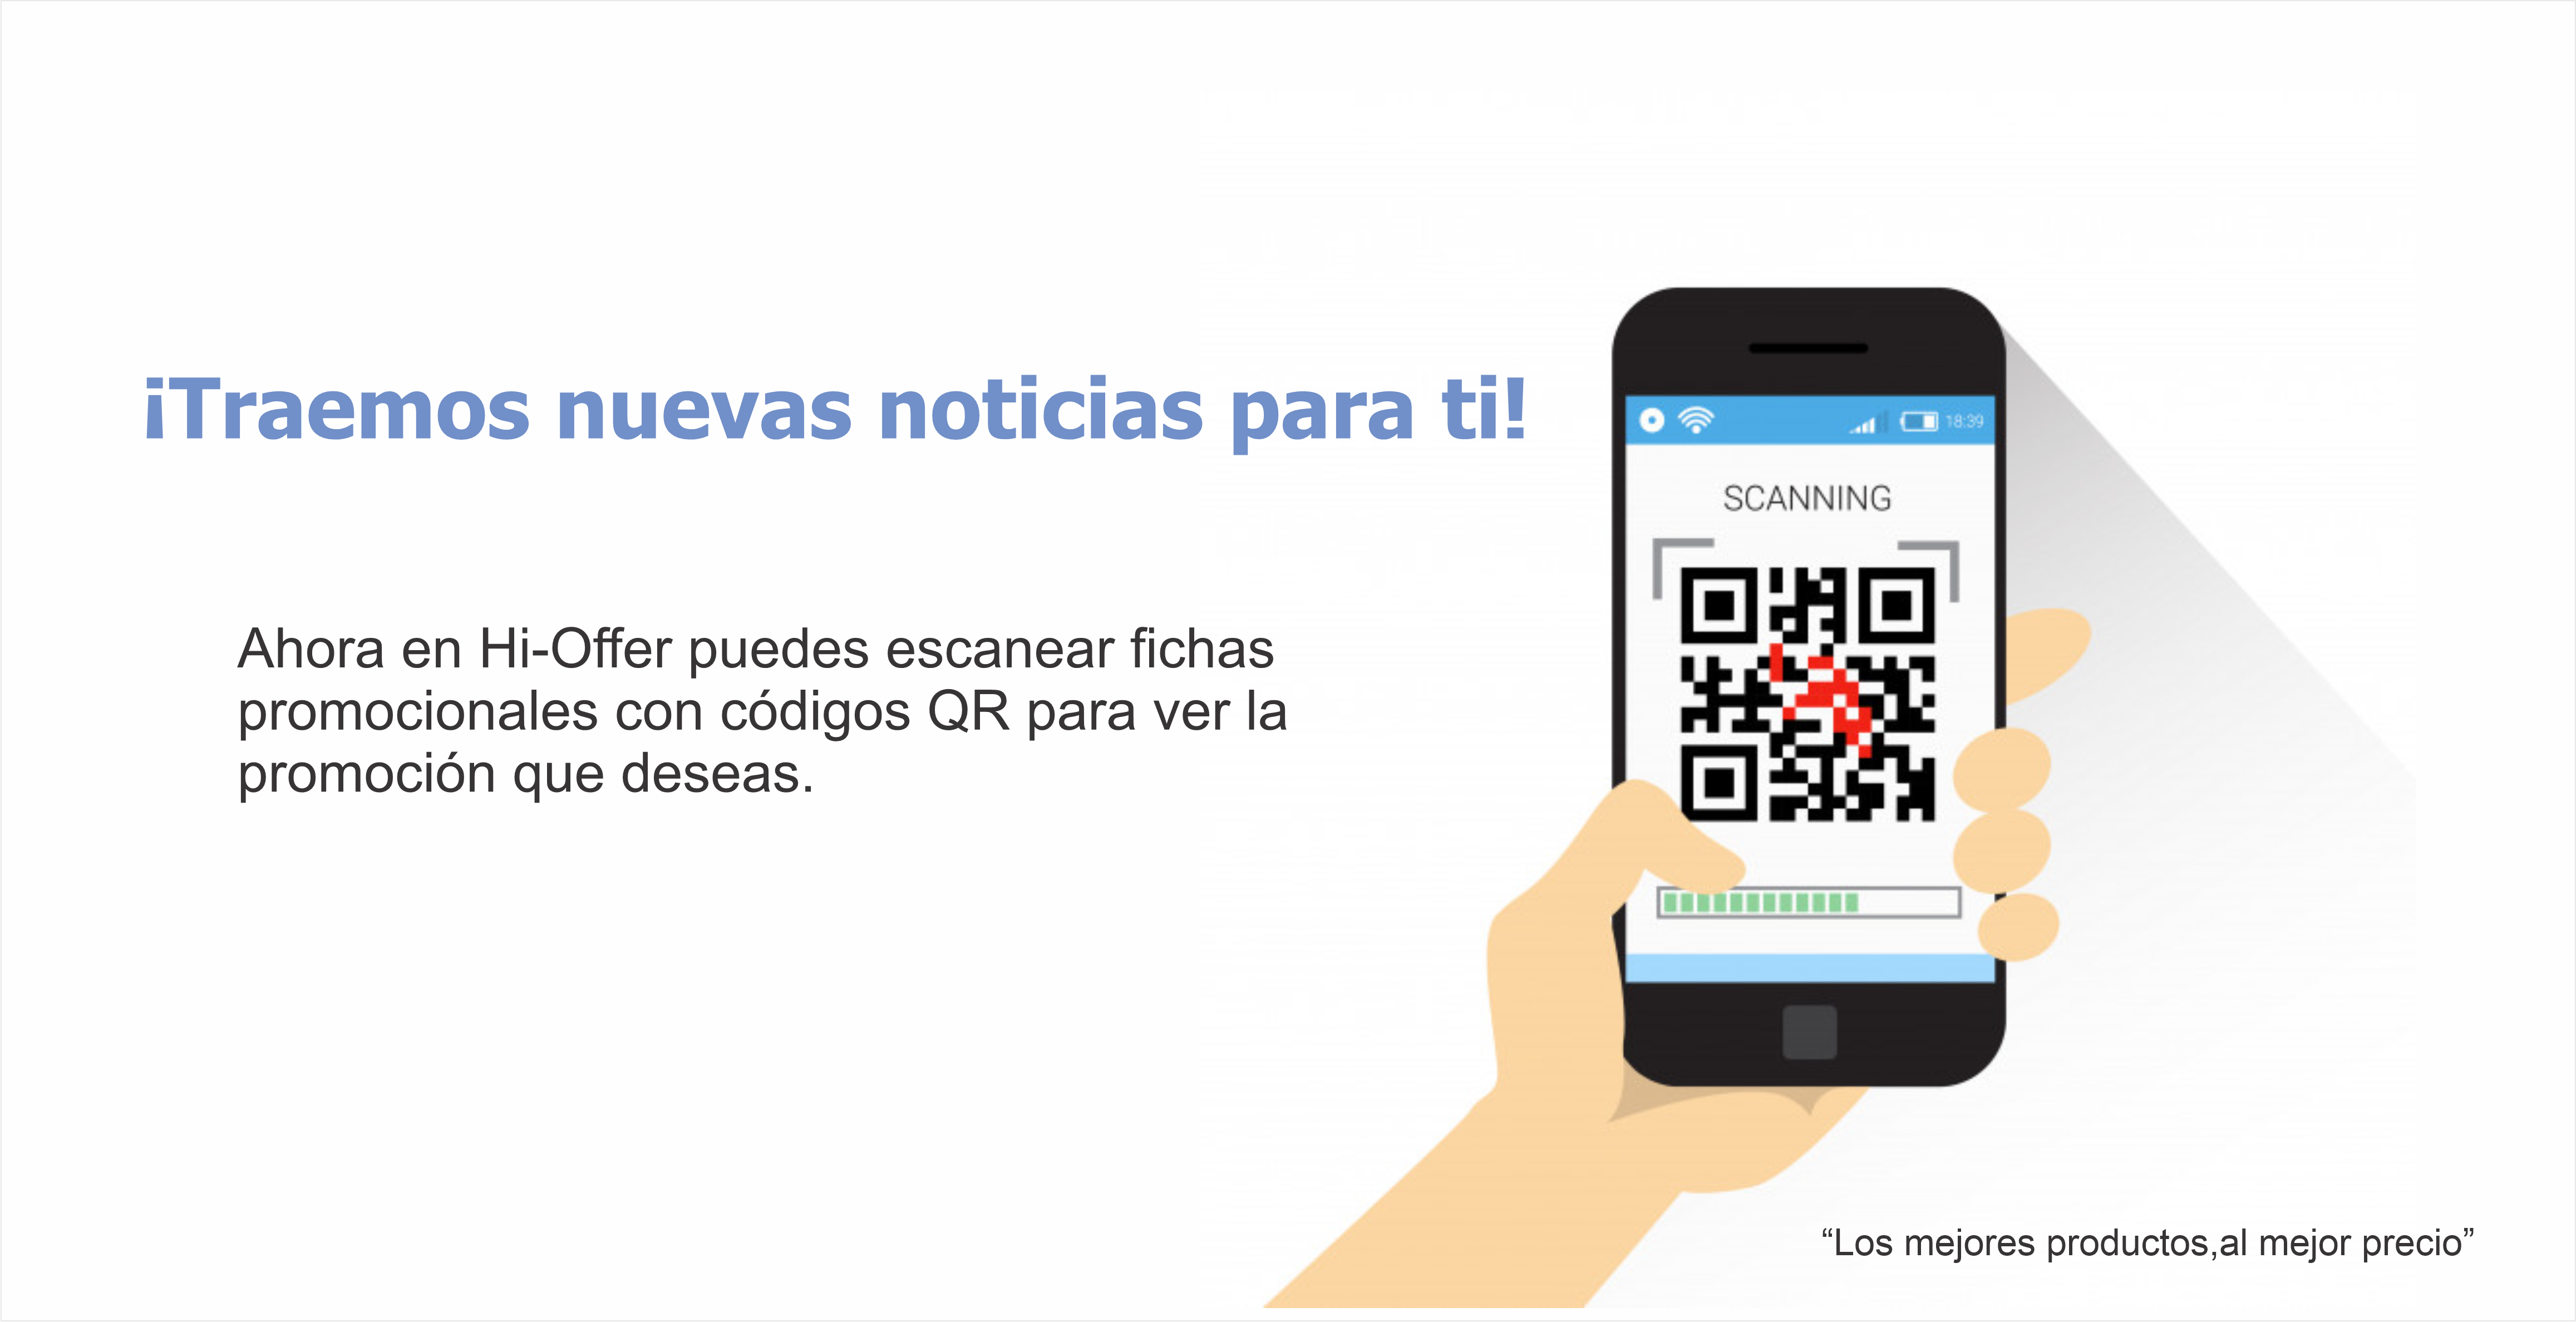 ¡Traemos nuevas noticias para ti!
18:39
SCANNING
Ahora en Hi-Offer puedes escanear fichas
promocionales con códigos QR para ver la
promoción que deseas.
“Los mejores productos,al mejor precio”